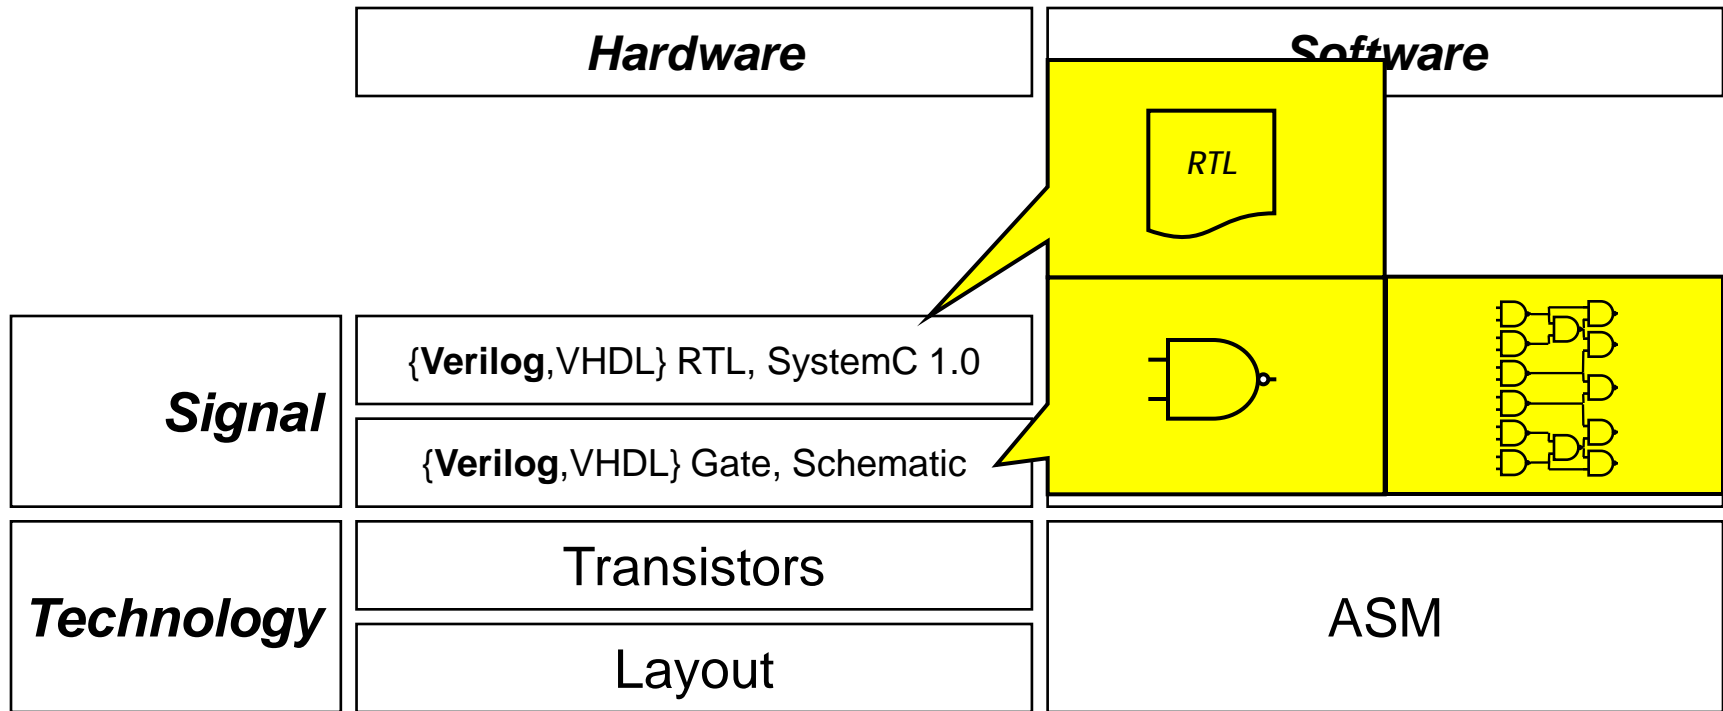 Hardware
Software
RTL
Signal
{Verilog,VHDL} RTL, SystemC 1.0
{Verilog,VHDL} Gate, Schematic
Technology
Transistors
Layout
ASM